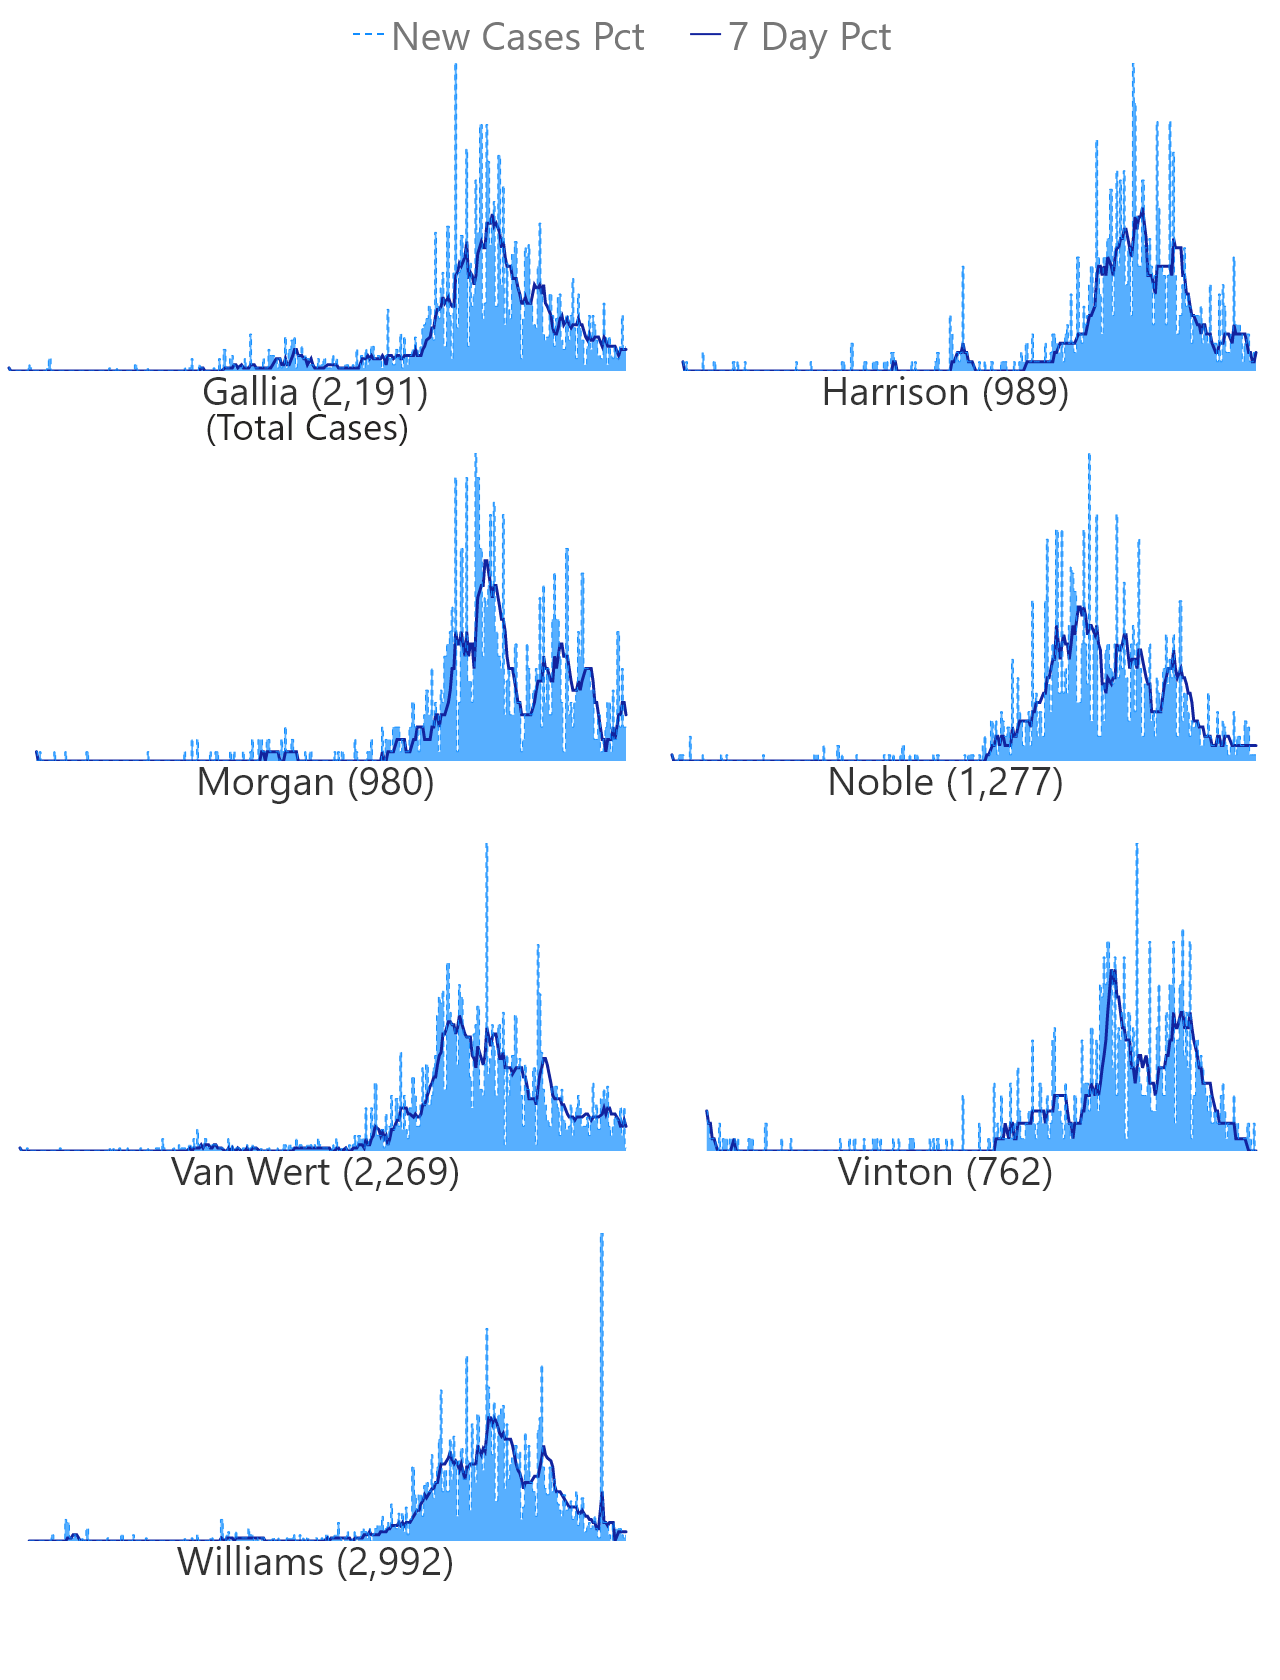 New Cases Pct 7 Day Pct
Gallia (2,191) Harrison (989)
(Total Cases)
Morgan (980) Noble (1,277)
Van Wert (2,269) Vinton (762)
Williams (2,992)